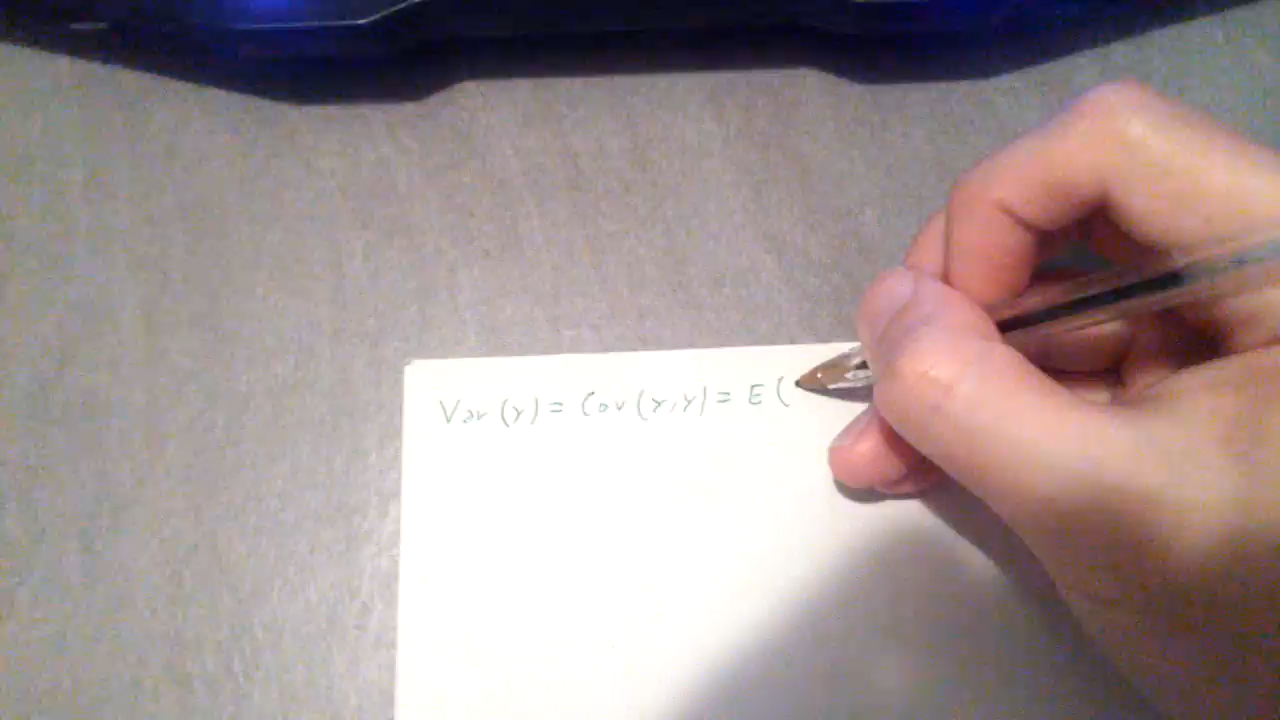 Var(Y) = Cov(Y,Y) = E(